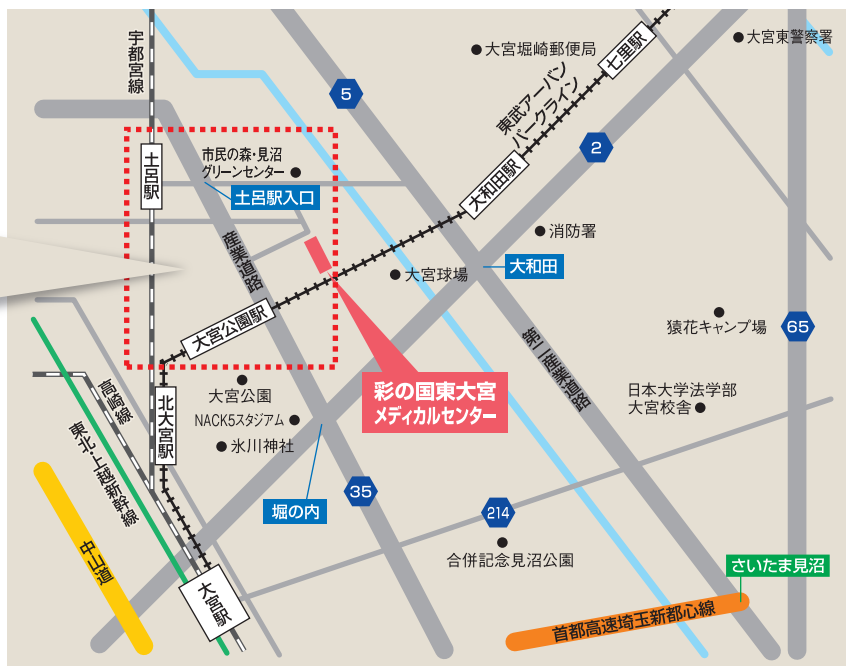 宇都宮線
大宮堀崎郵便局
七里駅
大宮東警察署
5
東武アーバン
パークライン
2
土呂駅
市民の森・見沼
グリーンセンター
土呂駅入口
大和田駅
産業道路
消防署
大和田
大宮球場
大宮公園駅
第二産業道路
猿花キャンプ場
65
高崎線
北大宮駅
大宮公園
NACK5スタジアム
氷川神社
彩の国東大宮
メディカルセンター
日本大学法学部
大宮校舎
東北・上越新幹線
中山道
堀の内
35
214
合併記念見沼公園
さいたま見沼
大宮駅
首都高速埼玉新都心線